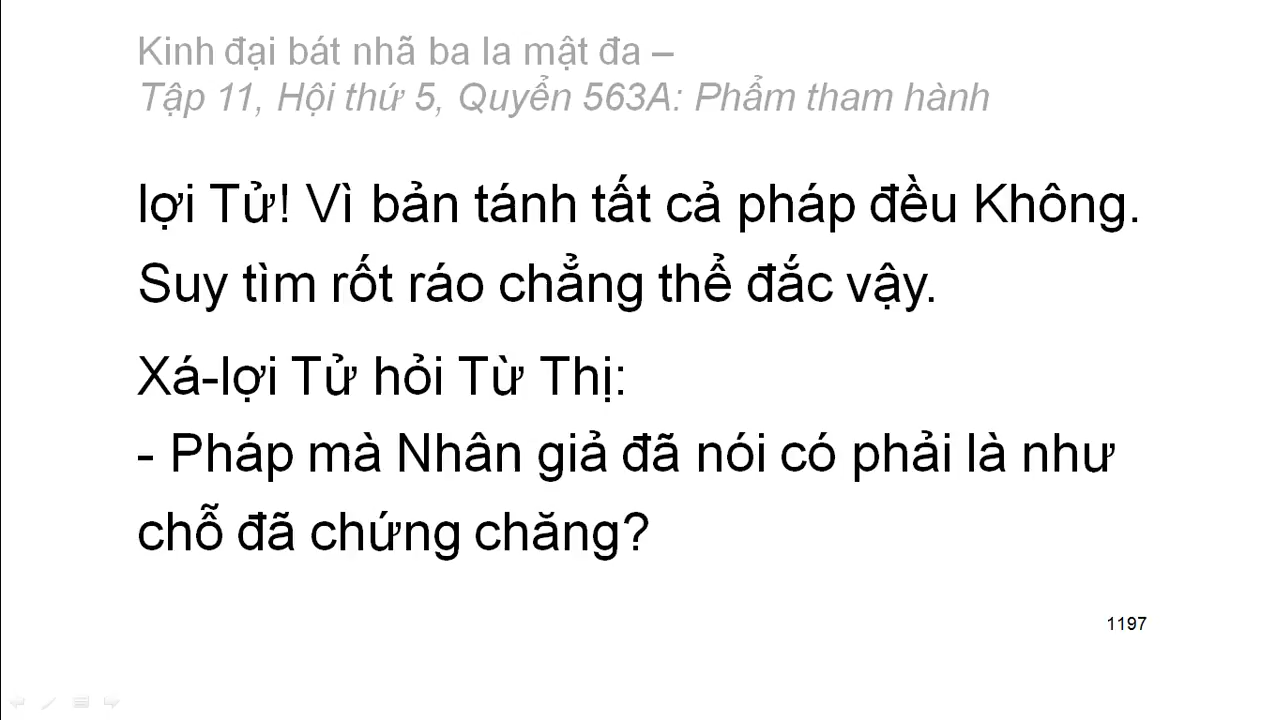 Kinh đại bát nhã ba la mật đa –
Tập 11, Hội thứ 5, Quyển 563A: Phẩm tham hành
lợi Tử! Vì bản tánh tất cả pháp đều Không.
Suy tìm rốt ráo chẳng thể đắc vậy.
Xá-lợi Tử hỏi Từ Thị:
- Pháp mà Nhân giả đã nói có phải là như
chỗ đã chứng chăng?
1197